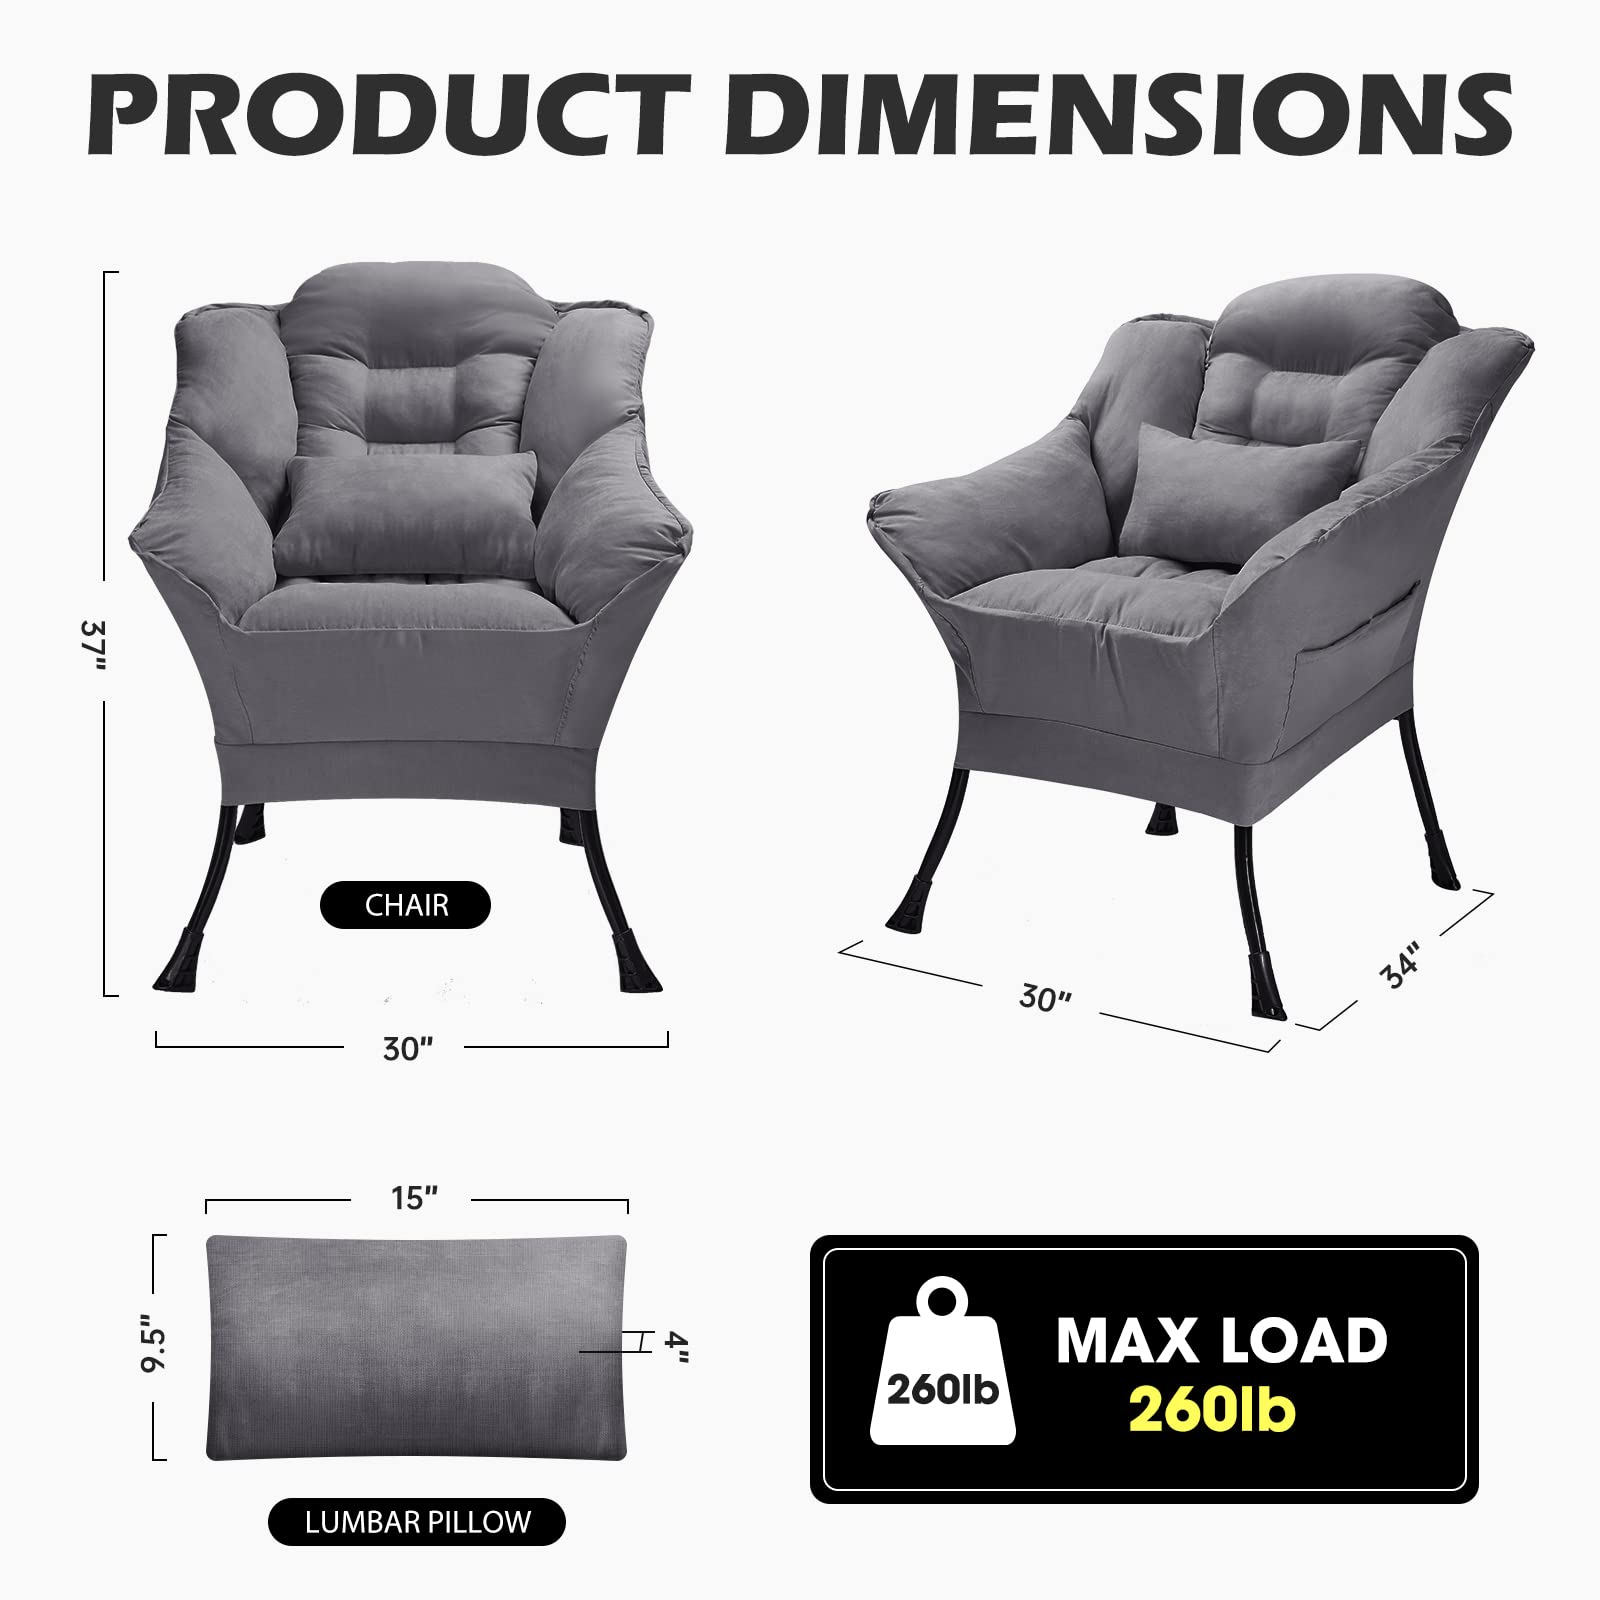 PRODUCT DIMENSIONS
37"
CHAIR
30"
30"
34"
15"
9.5"
4"
LUMBAR PILLOW
260lb
MAX LOAD
260lb